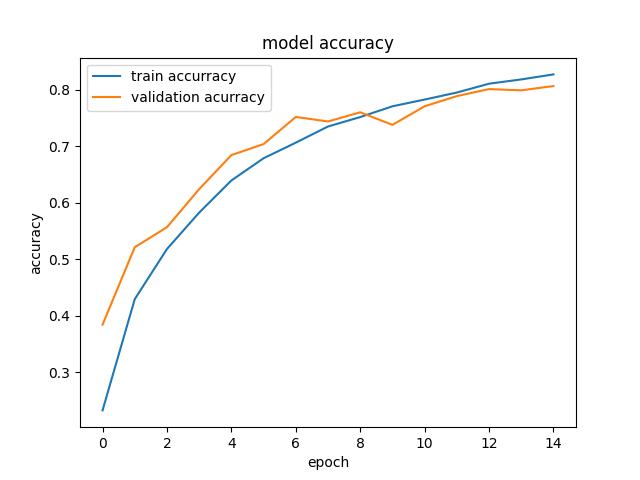 model accuracy
train accurracy
validation acurracy
accuracy
0.8
0.7
0.6
0.5
0.4
0.3
0 2 4 6 8 10 12 14
epoch